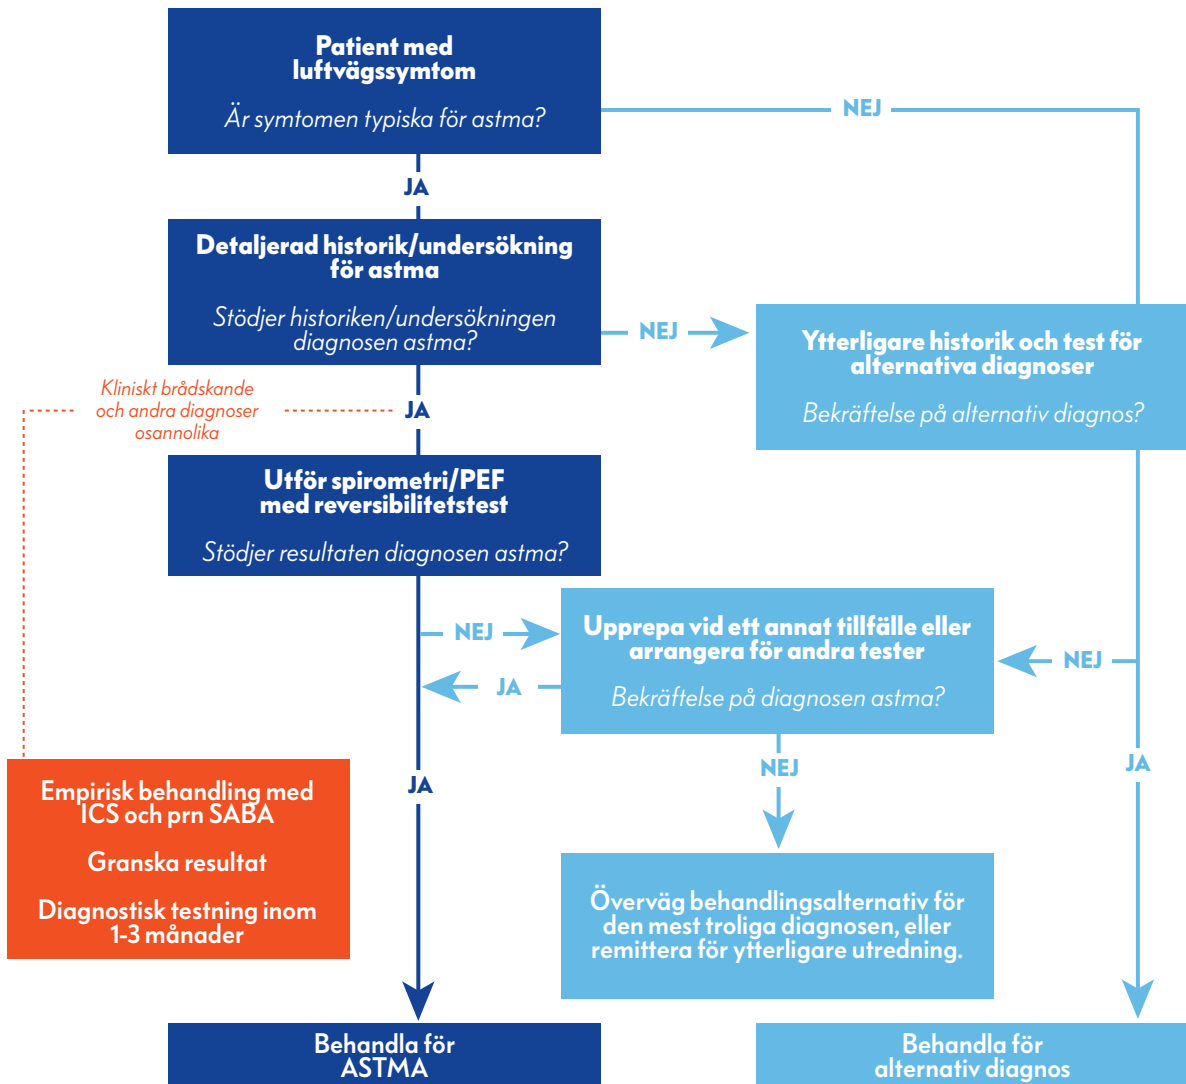 Patient med
luftvägssymtom
Är symtomen typiska för astma?
NEJ
JA
Detaljerad historik/undersökning
för astma
Stödjer historiken/undersökningen
diagnosen astma?
NEJ
Ytterligare historik och test för
alternativa diagnoser
Bekräftelse på alternativ diagnos?
Kliniskt brådskande
och andra diagnoser
osannolika
JA
Utför spirometri/PEF
med reversibilitetstest
Stödjer resultaten diagnosen astma?
NEJ
JA
Upprepa vid ett annat tillfälle eller
arrangera för andra tester
Bekräftelse på diagnosen astma?
NEJ
NEJ
JA
JA
Empirisk behandling med
ICS och prn SABA
Granska resultat
Diagnostisk testning inom
1-3 månader
Överväg behandlingsalternativ för
den mest troliga diagnosen, eller
remittera för ytterligare utredning.
Behandla för
ASTMA
Behandla för
alternativ diagnos